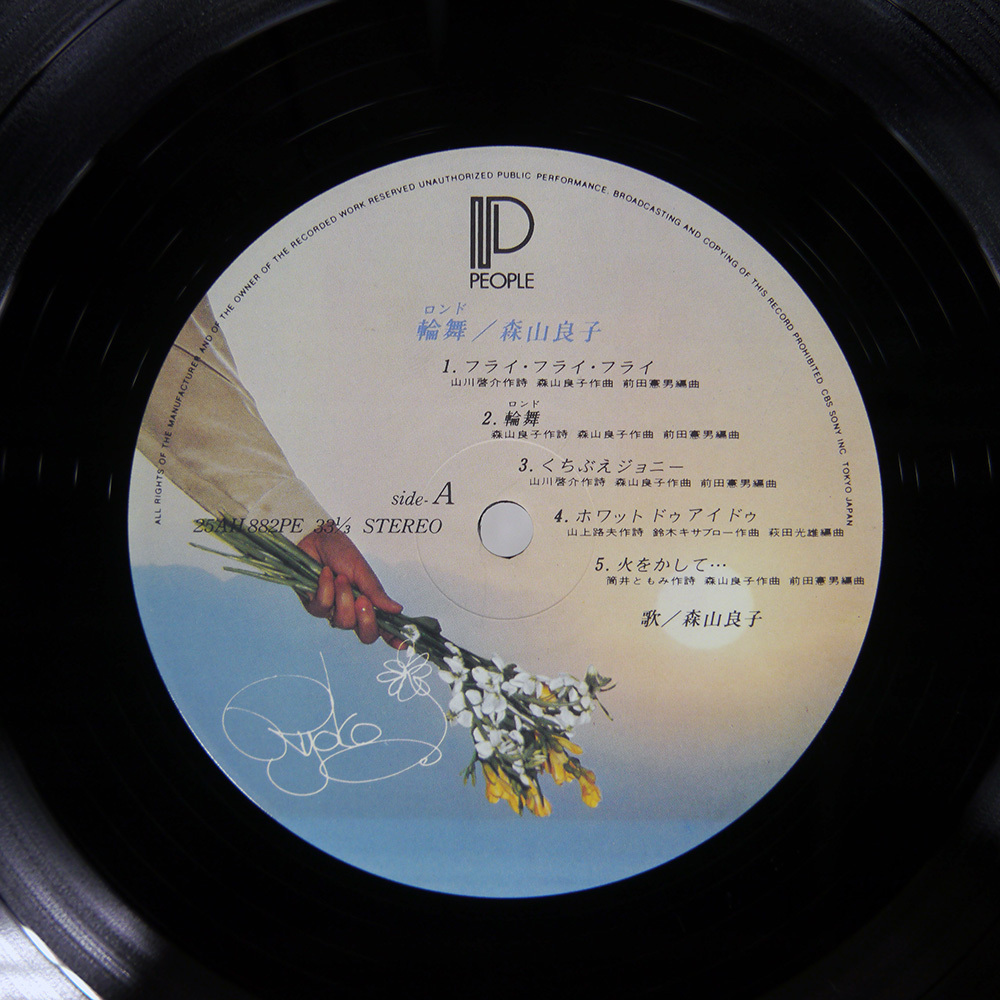 ALL RIGHTS OF THE MANUFACTURER AND OF THE OWNER OF THE RECORDED WORK RESERVED UNAUTHORIZED PUBLIC PERFORMANCE. BROADCASTING AND COPYING OF THIS RECORD PROHIBITED CBS SONY INC. TOKYO JAPAN
PEOPLE
ロンド
輪舞／森山良子
1. フライ・フライ・フライ
山川啓介作詩 森山良子作曲 前田憲男編曲
ロンド
2. 輪舞
森山良子作詩 森山良子作曲 前田憲男編曲
3. くちぶえジョニー
山川啓介作詩 森山良子作曲 前田憲男編曲
side-A
4. ホワット ドゥ アイ ドゥ
25AH 882PE 33⅓ STEREO
山上路夫作詩 鈴木キサブロー作曲 萩田光雄編曲
5. 火をかして…
筒井ともみ作詩 森山良子作曲 前田憲男編曲
歌／森山良子
Ryoko